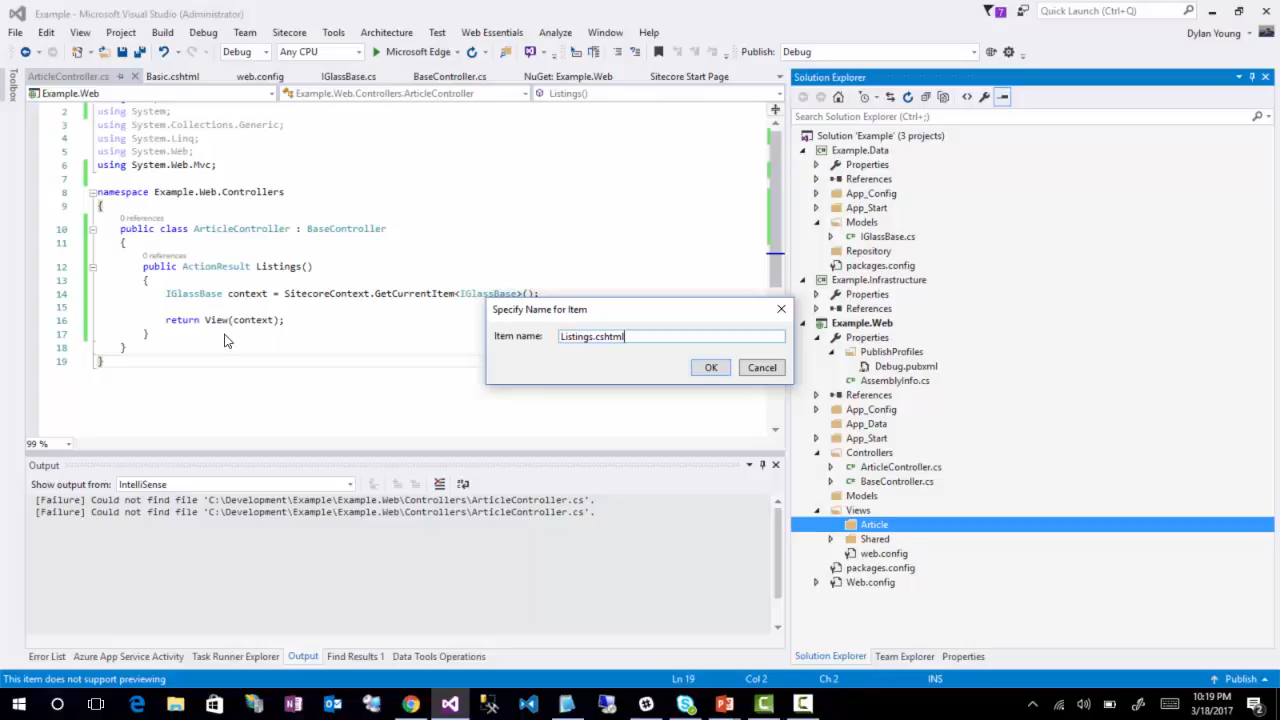 Example - Microsoft Visual Studio (Administrator)
7
Quick Launch (Ctrl+Q)
File Edit View Project Build Debug Team Sitecore Tools Architecture Test Web Essentials Analyze Window Help
Dylan Young
Debug Any CPU Microsoft Edge Publish: Debug
Toolbox
ArticleController.cs Basic.cshtml web.config IGlassBase.cs BaseController.cs NuGet: Example.Web Sitecore Start Page
Example.Web Example.Web.Controllers.ArticleController Listings()
2 using System;
3 using System.Collections.Generic;
4 using System.Linq;
5 using System.Web;
6 using System.Web.Mvc;
7
8 namespace Example.Web.Controllers
9 {
0 references
10 public class ArticleController : BaseController
11 {
0 references
12 public ActionResult Listings()
13 {
14 IGlassBase context = SitecoreContext.GetCurrentItem<IGlassBase>();
15
16 return View(context);
17 }
18 }
19 }
99 %
Specify Name for Item
Item name: Listings.cshtml
OK Cancel
Output
Show output from: IntelliSense
[Failure] Could not find file 'C:\Development\Example\Example.Web\Controllers\ArticleController.cs'.
[Failure] Could not find file 'C:\Development\Example\Example.Web\Controllers\ArticleController.cs'.
Error List Azure App Service Activity Task Runner Explorer Output Find Results 1 Data Tools Operations
Solution Explorer
Search Solution Explorer (Ctrl+;)
Solution 'Example' (3 projects)
Example.Data
Properties
References
App_Config
App_Start
Models
IGlassBase.cs
Repository
packages.config
Example.Infrastructure
Properties
References
Example.Web
Properties
PublishProfiles
Debug.pubxml
AssemblyInfo.cs
References
App_Config
App_Data
App_Start
Controllers
ArticleController.cs
BaseController.cs
Models
Views
Article
Shared
web.config
packages.config
Web.config
Solution Explorer Team Explorer Properties
This item does not support previewing Ln 19 Col 2 Ch 2 INS Publish
10:19 PM
3/18/2017
2